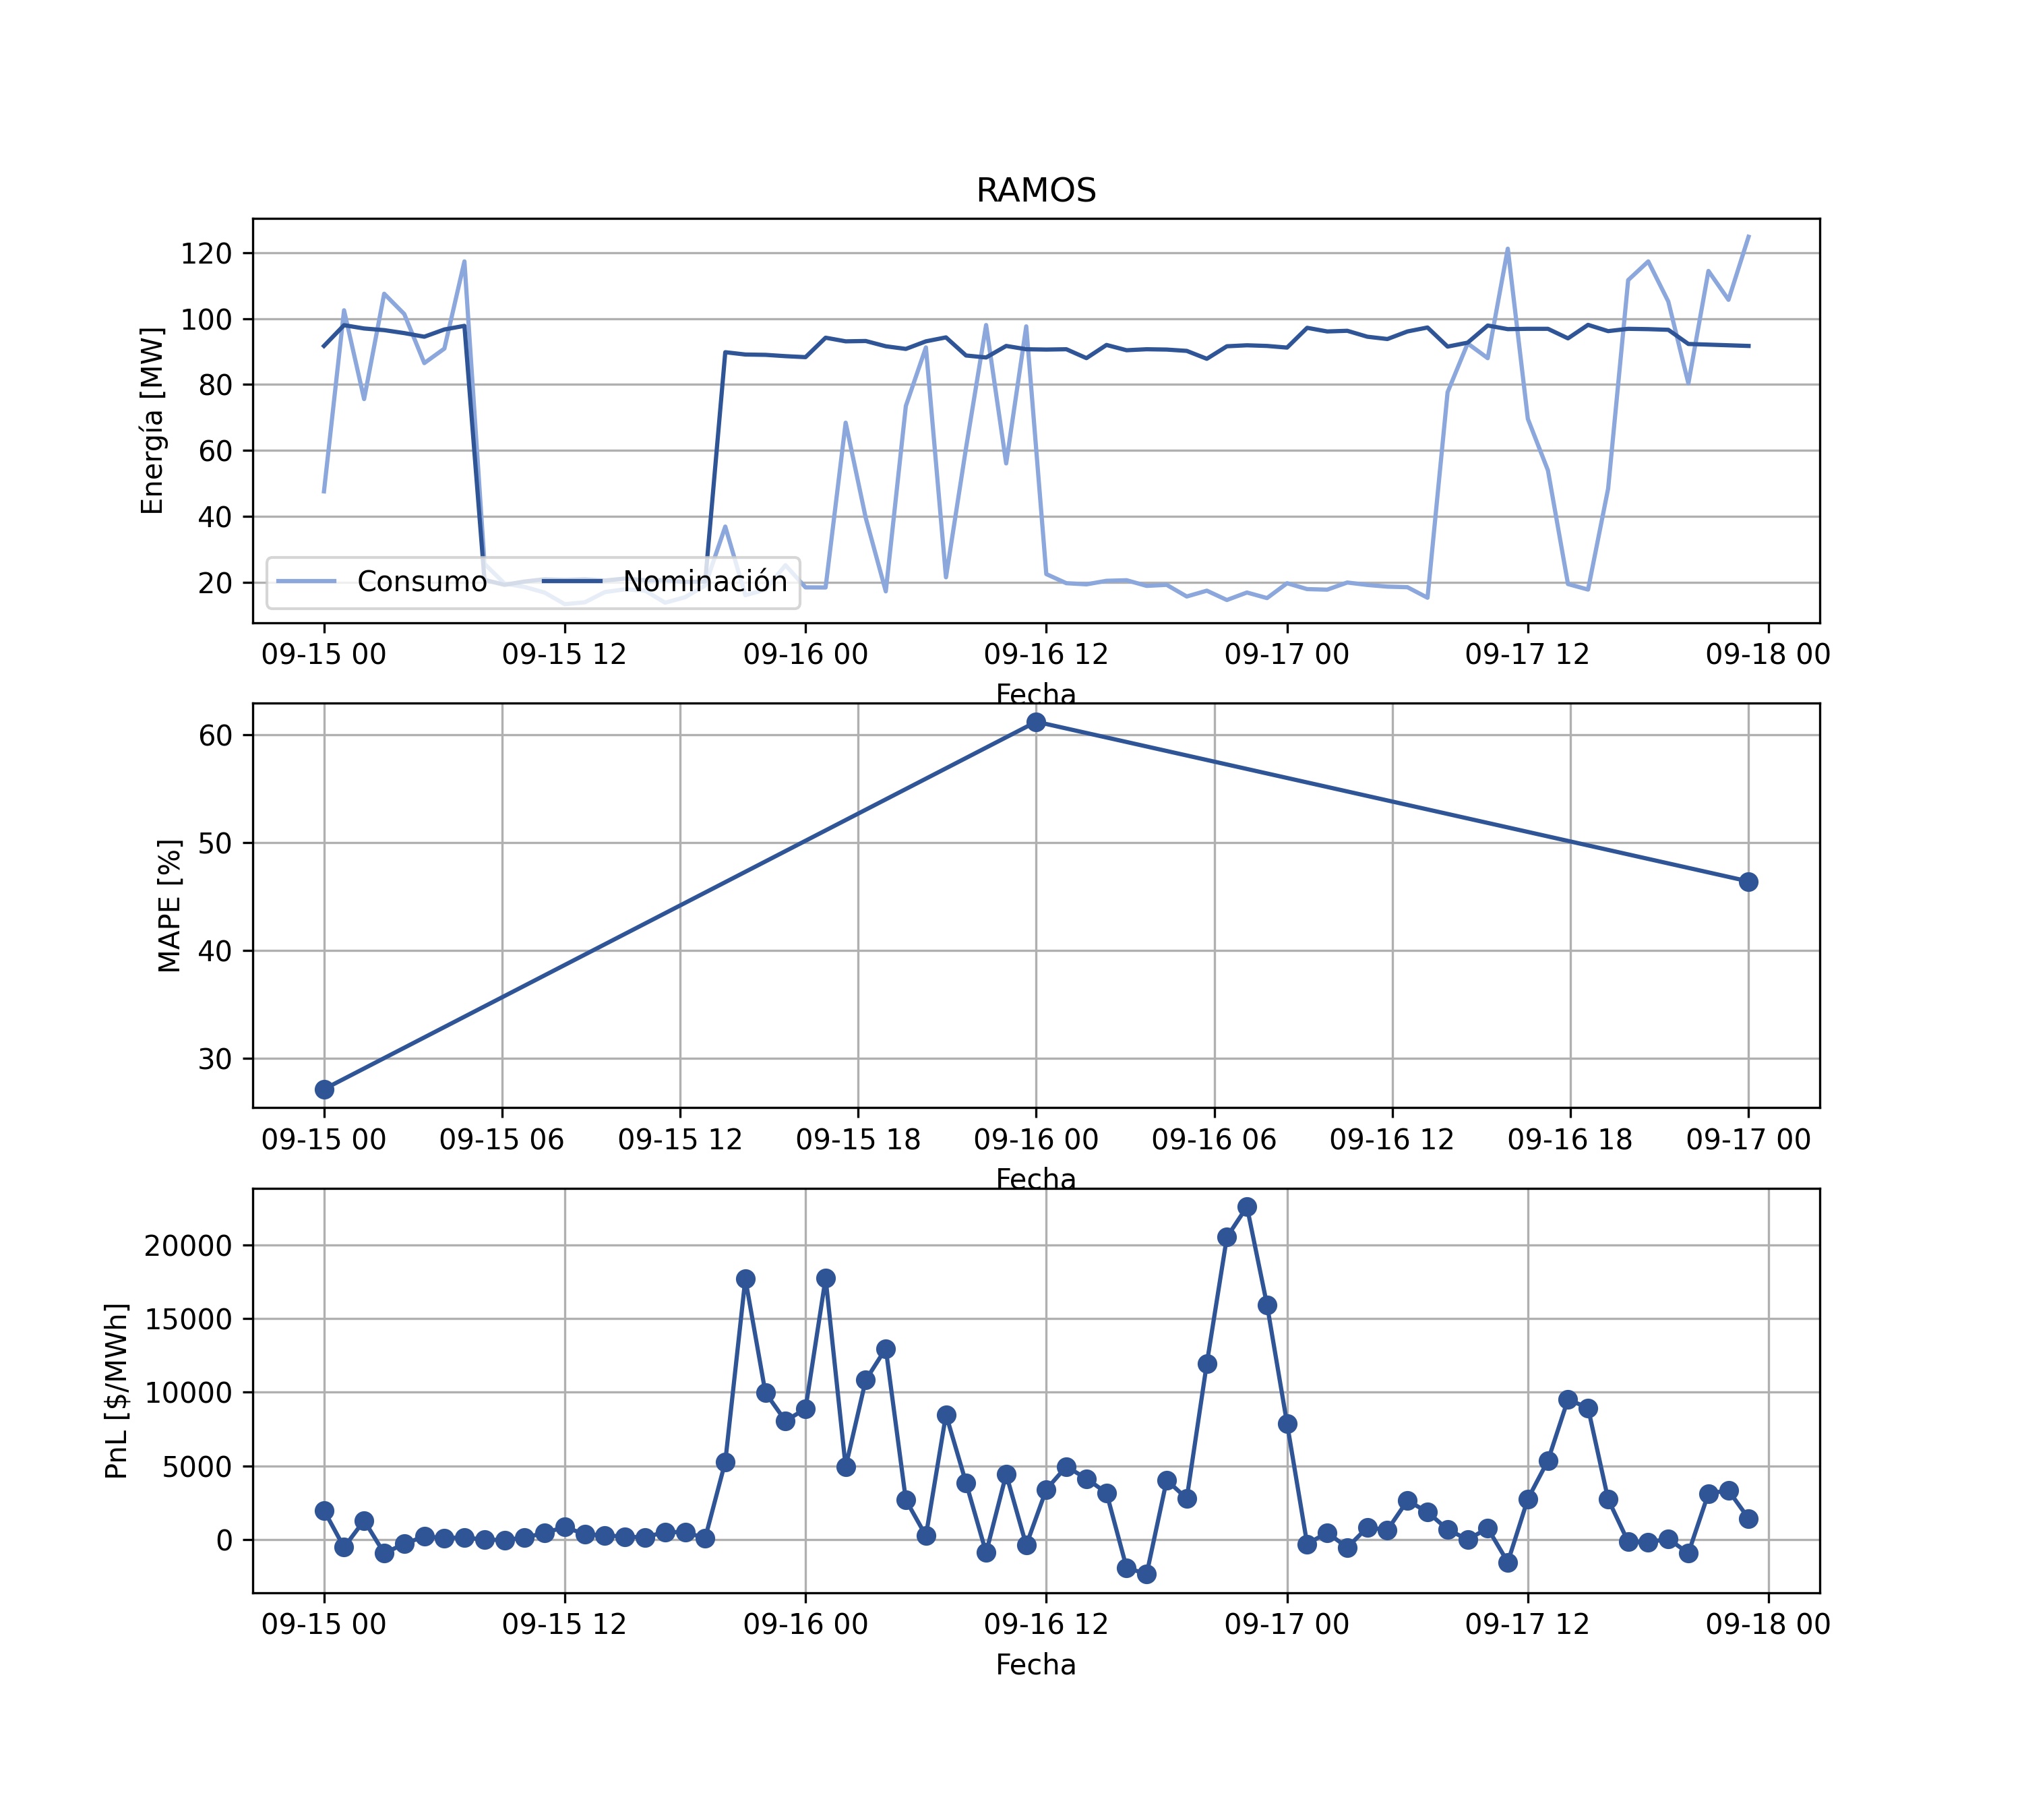 RAMOS
Energía [MW]
120
100
80
60
40
20
Consumo Nominación
09-15 00 09-15 12 09-16 00 09-16 12 09-17 00 09-17 12 09-18 00
Fecha
MAPE [%]
60
50
40
30
09-15 00 09-15 06 09-15 12 09-15 18 09-16 00 09-16 06 09-16 12 09-16 18 09-17 00
Fecha
PnL [$/MWh]
20000
15000
10000
5000
0
09-15 00 09-15 12 09-16 00 09-16 12 09-17 00 09-17 12 09-18 00
Fecha